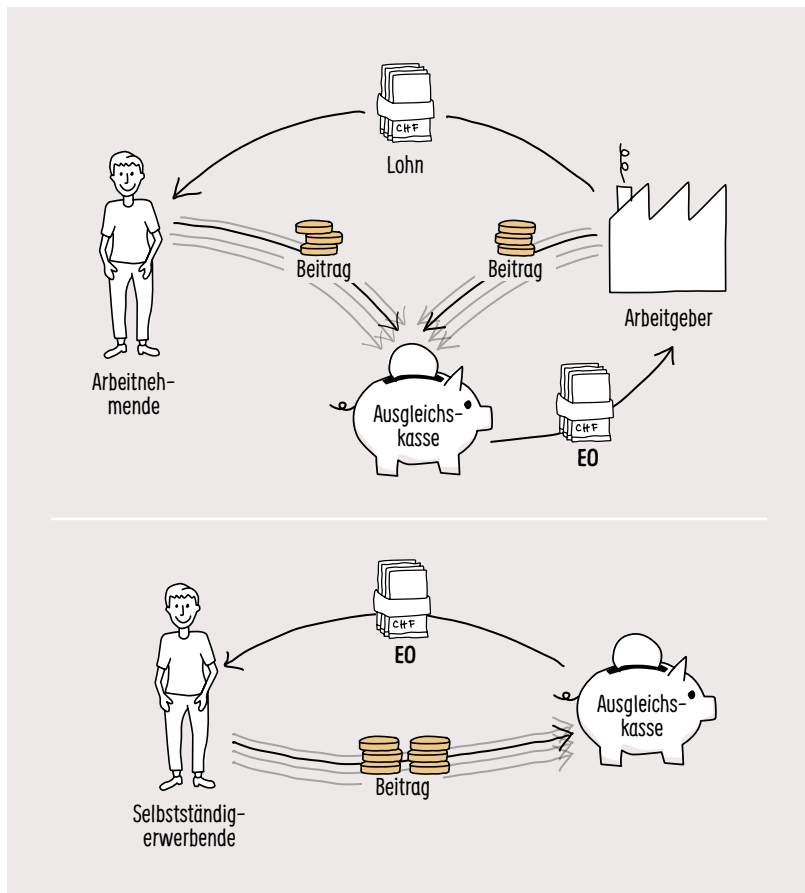 CHF
Lohn
Beitrag
Beitrag
Arbeitgeber
Arbeitneh-
mende
Ausgleichs-
kasse
CHF
EO
CHF
EO
Ausgleichs-
kasse
Beitrag
Selbstständig-
erwerbende